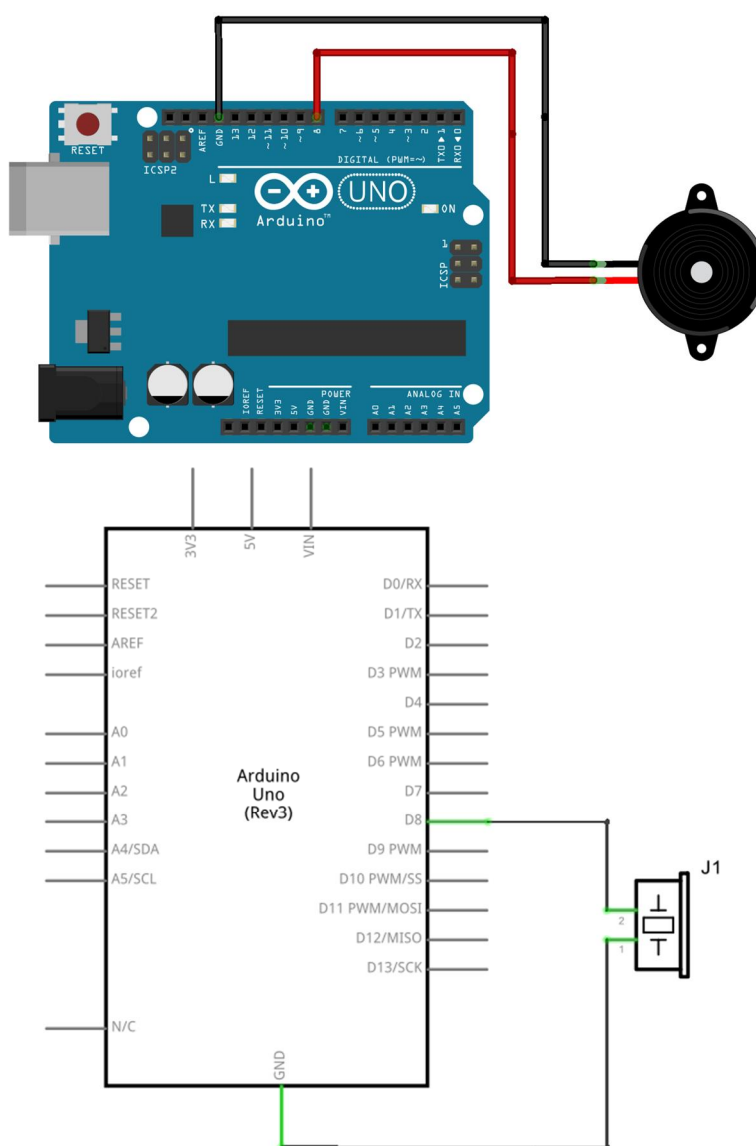 RESET
ICSP2
AREF
GND
13
12
~11
~10
~9
8
7
~6
~5
4
~3
2
TX0▶1
RX0◀0
DIGITAL (PWM=~)
L
TX
RX
Arduino™
UNO
ON
1
ICSP
POWER
ANALOG IN
IOREF
RESET
3V3
5V
GND
GND
VIN
A0
A1
A2
A3
A4
A5
3V3
5V
VIN
RESET
D0/RX
RESET2
D1/TX
AREF
D2
ioref
D3 PWM
D4
A0
D5 PWM
A1
D6 PWM
A2
D7
A3
D8
A4/SDA
D9 PWM
A5/SCL
D10 PWM/SS
D11 PWM/MOSI
D12/MISO
D13/SCK
N/C
GND
Arduino
Uno
(Rev3)
J1
2
1